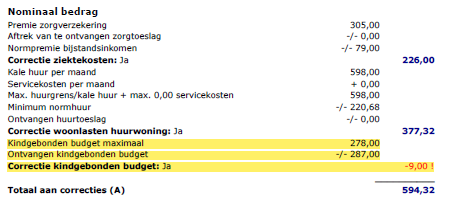 Nominaal bedrag
Premie zorgverzekering 305,00
Aftrek van te ontvangen zorgtoeslag -/- 0,00
Normpremie bijstandsinkomen -/- 79,00
Correctie ziektekosten: Ja 226,00
Kale huur per maand 598,00
Servicekosten per maand + 0,00
Max. huurgrens/kale huur + max. 0,00 servicekosten 598,00
Minimum normhuur -/- 220,68
Ontvangen huurtoeslag -/- 0,00
Correctie woonlasten huurwoning: Ja 377,32
Kindgebonden budget maximaal 278,00
Ontvangen kindgebonden budget -/- 287,00
Correctie kindgebonden budget: Ja -9,00 !
Totaal aan correcties (A) 594,32